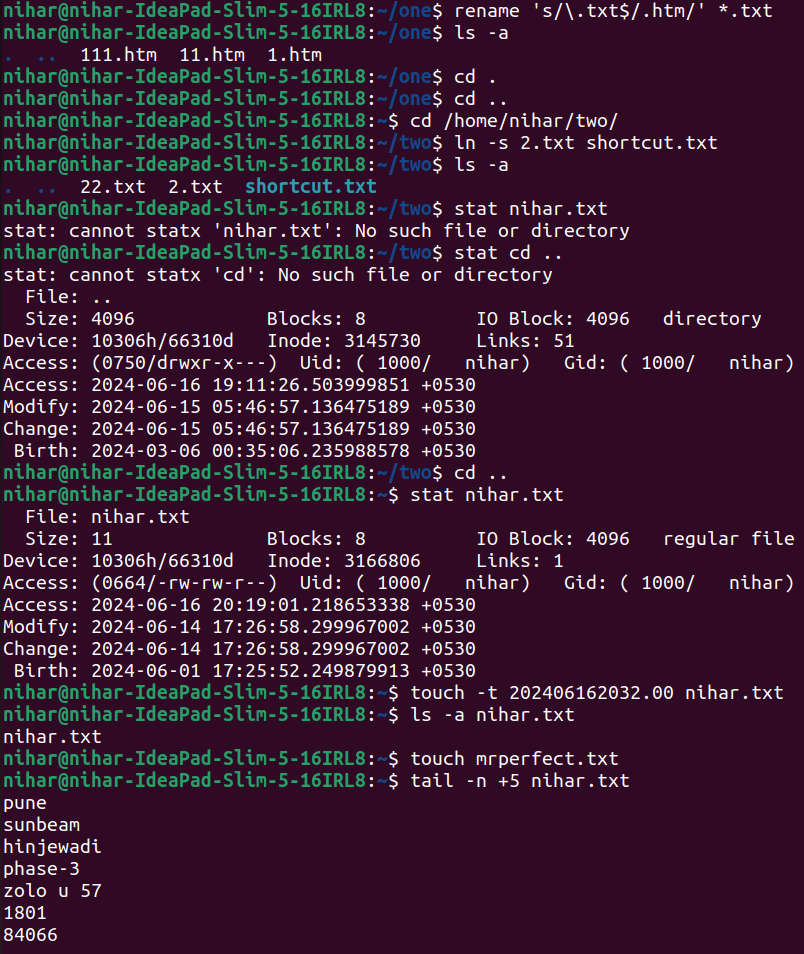 nihar@nihar-IdeaPad-Slim-5-16IRL8:~/one$ rename 's/\.txt$/.htm/' *.txt
nihar@nihar-IdeaPad-Slim-5-16IRL8:~/one$ ls -a
.  ..  111.htm  11.htm  1.htm
nihar@nihar-IdeaPad-Slim-5-16IRL8:~/one$ cd .
nihar@nihar-IdeaPad-Slim-5-16IRL8:~/one$ cd ..
nihar@nihar-IdeaPad-Slim-5-16IRL8:~$ cd /home/nihar/two/
nihar@nihar-IdeaPad-Slim-5-16IRL8:~/two$ ln -s 2.txt shortcut.txt
nihar@nihar-IdeaPad-Slim-5-16IRL8:~/two$ ls -a
.  ..  22.txt  2.txt  shortcut.txt
nihar@nihar-IdeaPad-Slim-5-16IRL8:~/two$ stat nihar.txt
stat: cannot statx 'nihar.txt': No such file or directory
nihar@nihar-IdeaPad-Slim-5-16IRL8:~/two$ stat cd ..
stat: cannot statx 'cd': No such file or directory
  File: ..
  Size: 4096            Blocks: 8          IO Block: 4096   directory
Device: 10306h/66310d   Inode: 3145730     Links: 51
Access: (0750/drwxr-x---)  Uid: ( 1000/   nihar)   Gid: ( 1000/   nihar)
Access: 2024-06-16 19:11:26.503999851 +0530
Modify: 2024-06-15 05:46:57.136475189 +0530
Change: 2024-06-15 05:46:57.136475189 +0530
 Birth: 2024-03-06 00:35:06.235988578 +0530
nihar@nihar-IdeaPad-Slim-5-16IRL8:~/two$ cd ..
nihar@nihar-IdeaPad-Slim-5-16IRL8:~$ stat nihar.txt
  File: nihar.txt
  Size: 11              Blocks: 8          IO Block: 4096   regular file
Device: 10306h/66310d   Inode: 3166806     Links: 1
Access: (0664/-rw-rw-r--)  Uid: ( 1000/   nihar)   Gid: ( 1000/   nihar)
Access: 2024-06-16 20:19:01.218653338 +0530
Modify: 2024-06-14 17:26:58.299967002 +0530
Change: 2024-06-14 17:26:58.299967002 +0530
 Birth: 2024-06-01 17:25:52.249879913 +0530
nihar@nihar-IdeaPad-Slim-5-16IRL8:~$ touch -t 202406162032.00 nihar.txt
nihar@nihar-IdeaPad-Slim-5-16IRL8:~$ ls -a nihar.txt
nihar.txt
nihar@nihar-IdeaPad-Slim-5-16IRL8:~$ touch mrperfect.txt
nihar@nihar-IdeaPad-Slim-5-16IRL8:~$ tail -n +5 nihar.txt
pune
sunbeam
hinjewadi
phase-3
zolo u 57
1801
84066